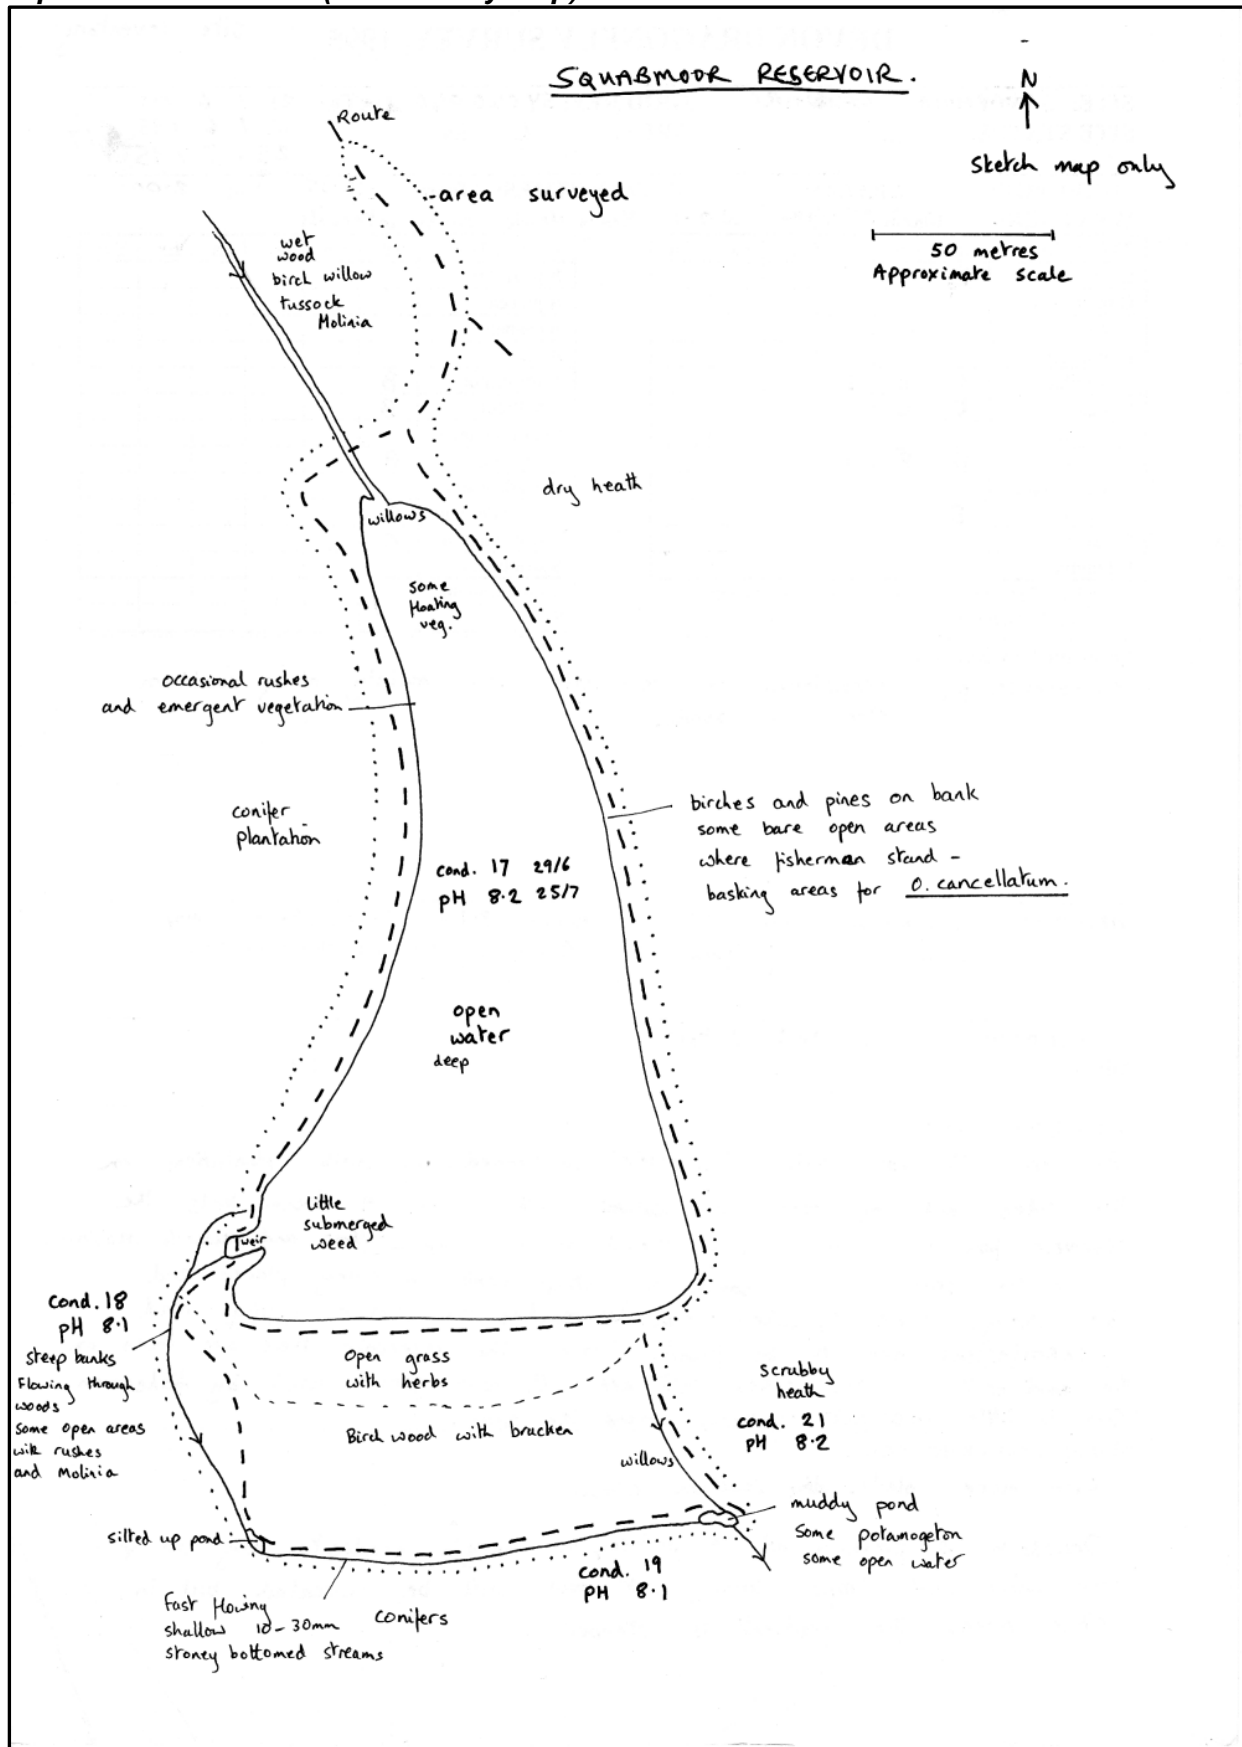 SQUABMOOR RESERVOIR.
N
Sketch map only
50 metres
Approximate scale
Route
area surveyed
wet
wood
birch willow
tussock
Molinia
dry heath
willows
some
floating
veg.
occasional rushes
and emergent vegetation
conifer
plantation
birches and pines on bank
some bare open areas
where fisherman stand -
basking areas for O. cancellatum.
cond. 17 29/6
pH 8.2 25/7
open
water
deep
little
submerged
weed
weir
cond. 18
pH 8.1
steep banks
Flowing through
woods
some open areas
with rushes
and Molinia
Open grass
with herbs
Birch wood with bracken
scrubby
heath
cond. 21
pH 8.2
willows
muddy pond
some potamogeton
some open water
silted up pond
cond. 19
pH 8.1
Fast flowing
shallow 10-30mm
stoney bottomed streams
conifers